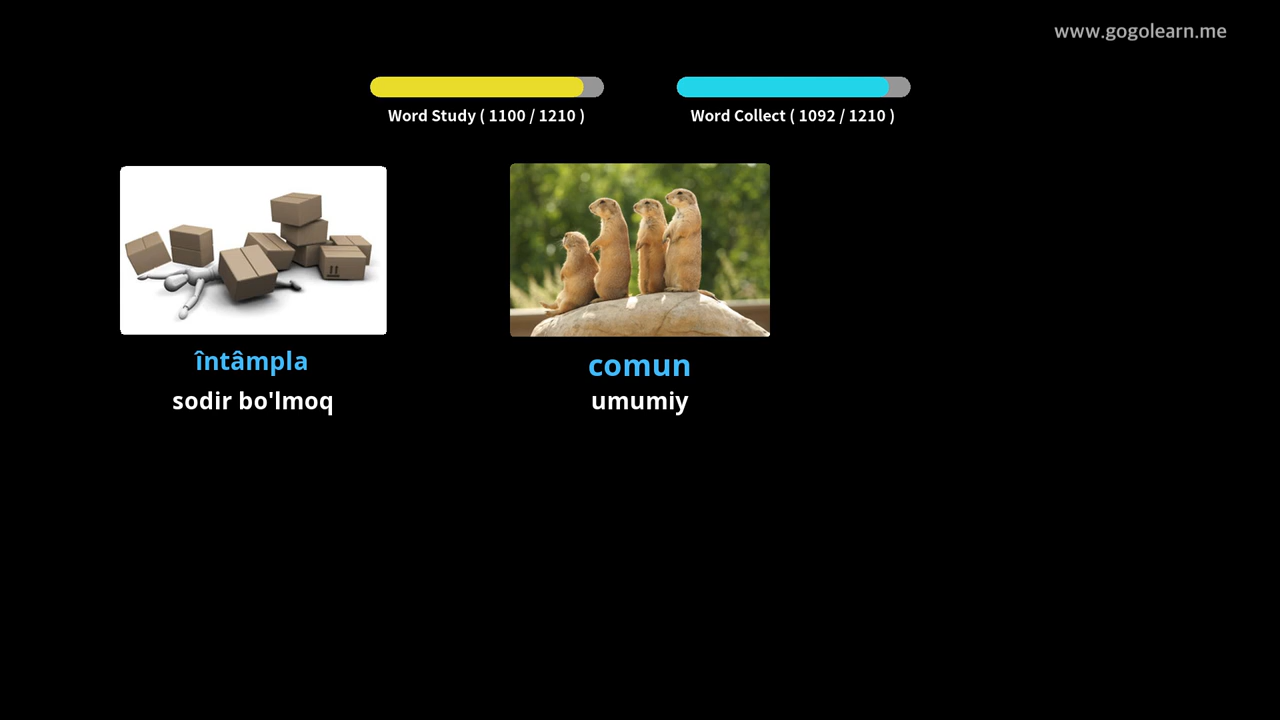 www.gogolearn.me
Word Study ( 1100 / 1210 )
Word Collect ( 1092 / 1210 )
întâmpla
sodir bo'lmoq
comun
umumiy